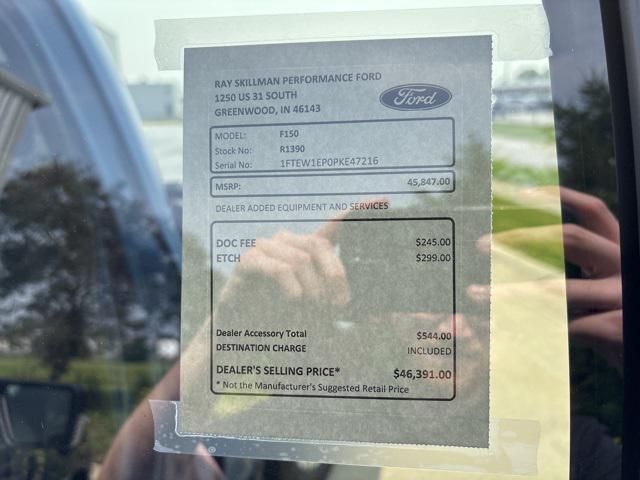 RAY SKILLMAN PERFORMANCE FORD
1250 US 31 SOUTH
GREENWOOD, IN 46143
Ford
MODEL: F150
Stock No: R1390
Serial No: 1FTEW1EP0PKE47216
MSRP: 45,847.00
DEALER ADDED EQUIPMENT AND SERVICES
DOC FEE $245.00
ETCH $299.00
Dealer Accessory Total $544.00
DESTINATION CHARGE INCLUDED
DEALER'S SELLING PRICE* $46,391.00
* Not the Manufacturer's Suggested Retail Price